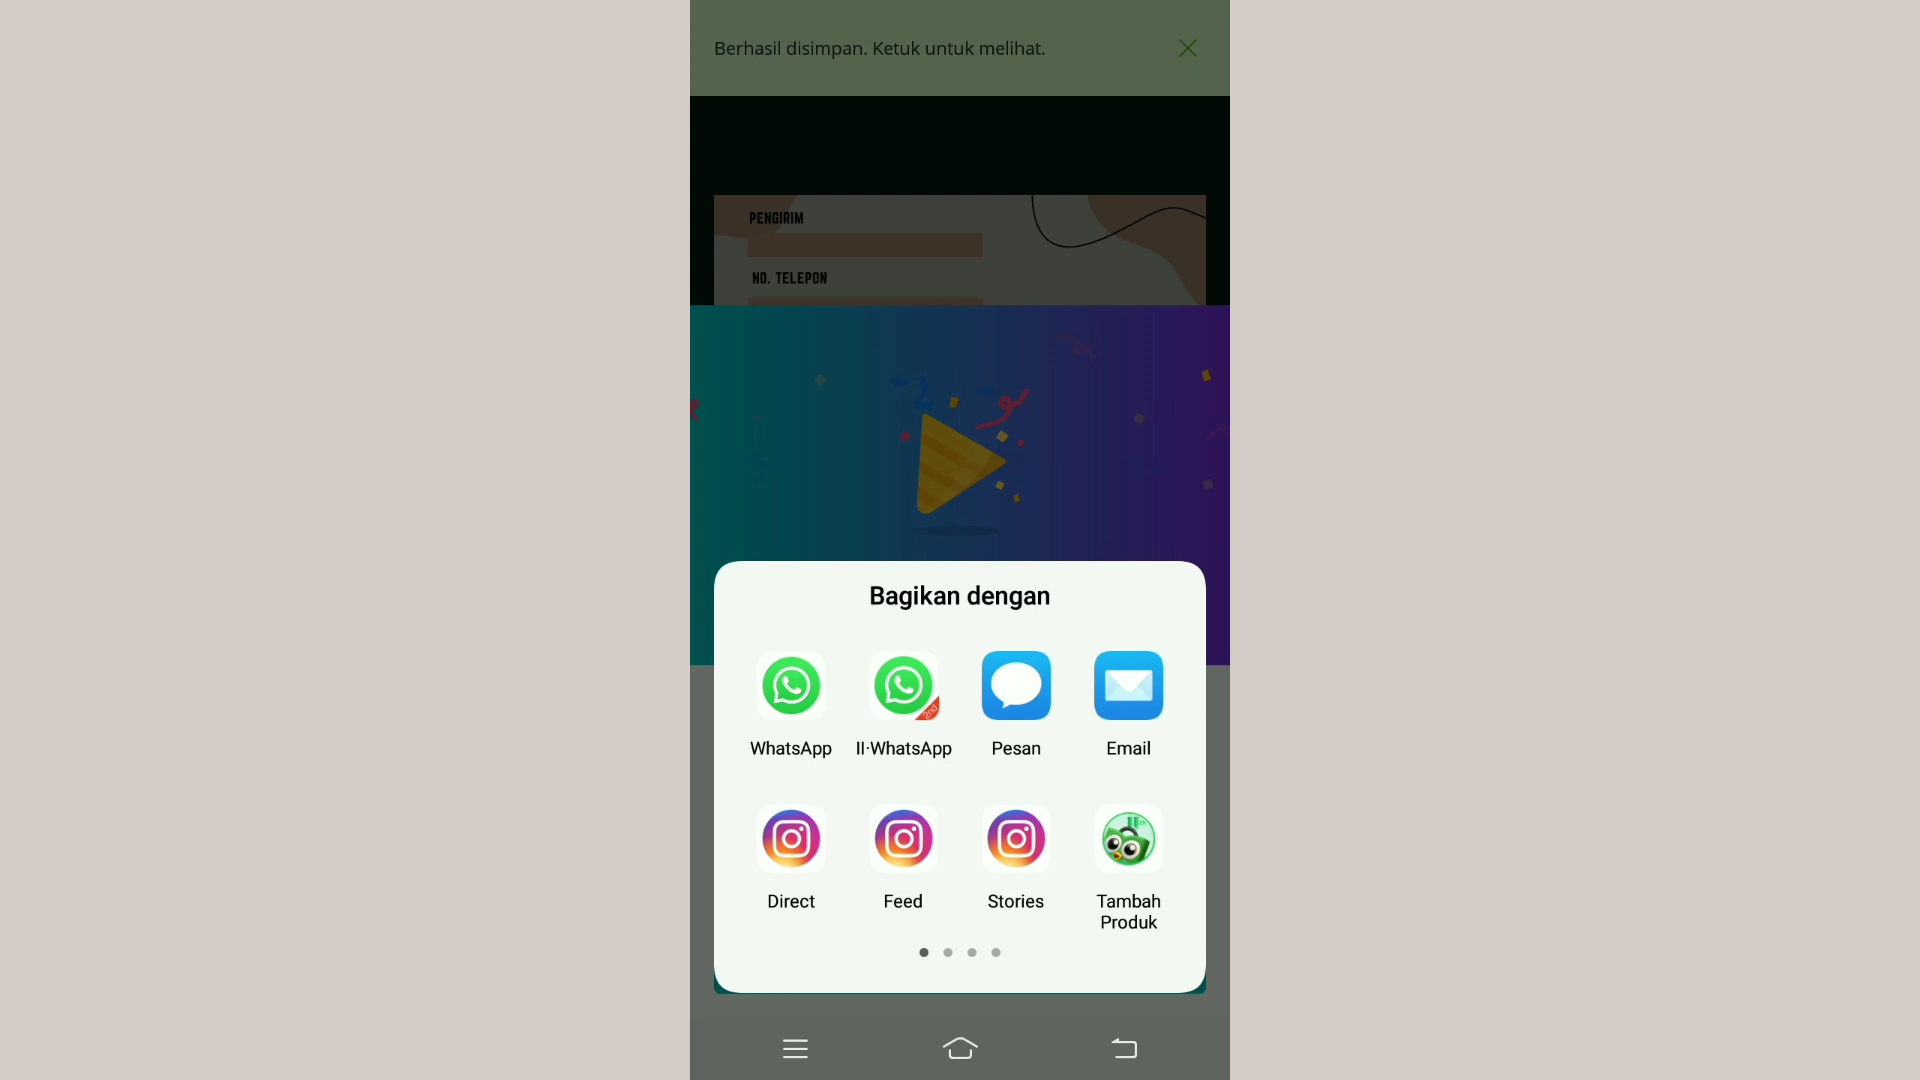 Berhasil disimpan. Ketuk untuk melihat.
PENGIRIM
NO. TELEPON
Bagikan dengan
2nd
WhatsApp II·WhatsApp Pesan Email
Direct Feed Stories Tambah
Produk